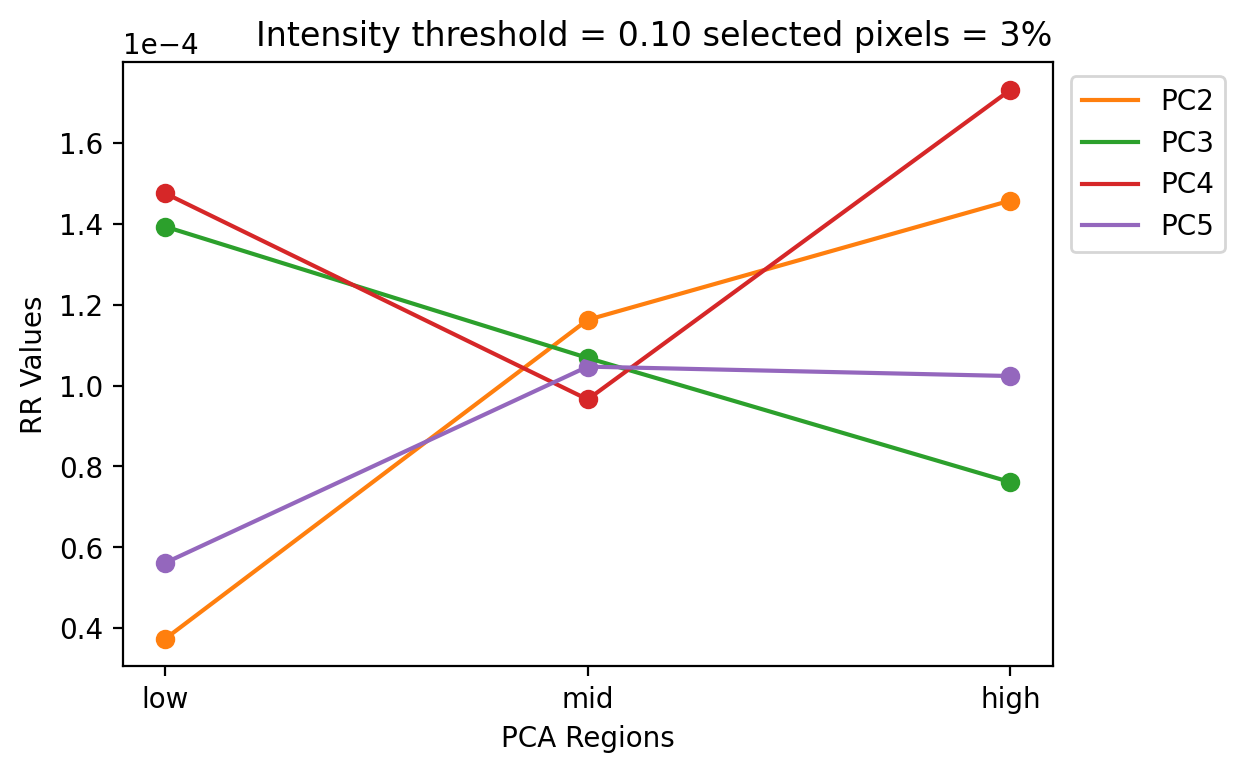 Intensity threshold = 0.10 selected pixels = 3%
1e−4
1.6
1.4
1.2
1.0
0.8
0.6
0.4
RR Values
low
mid
high
PCA Regions
PC2
PC3
PC4
PC5